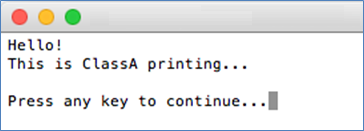 Hello!
This is ClassA printing...
Press any key to continue...